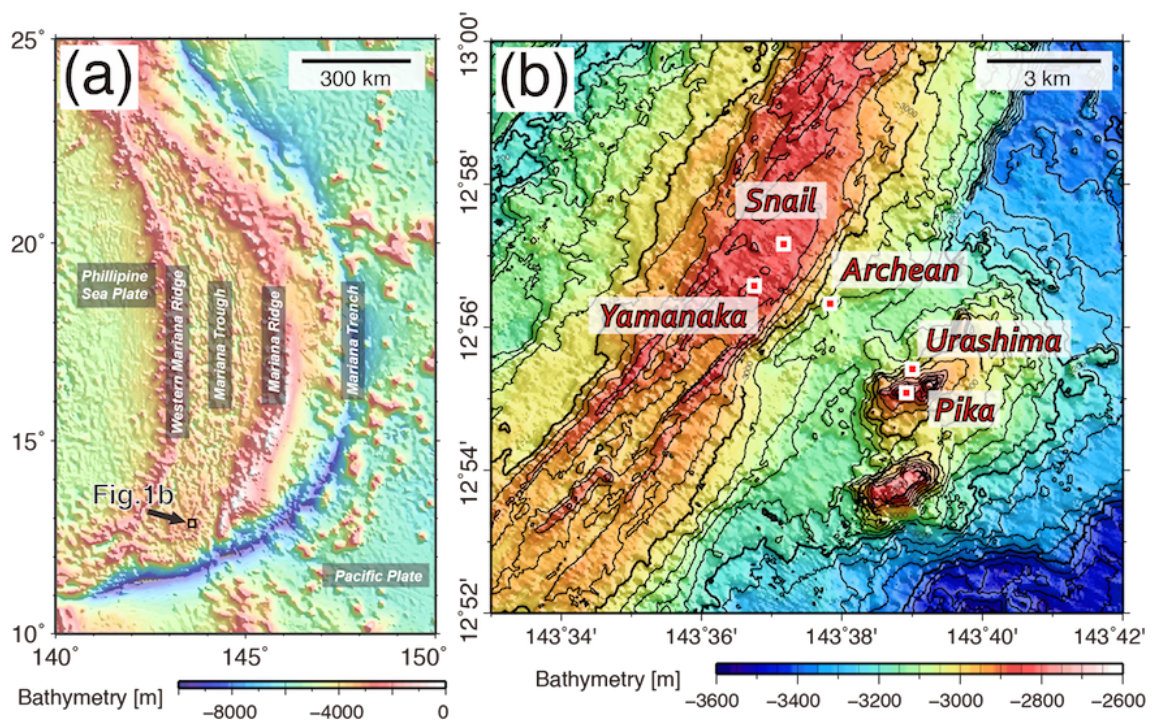 (a)
300 km
25°
20°
15°
10°
140°
145°
150°
Phillipine
Sea Plate
Western Mariana Ridge
Mariana Trough
Mariana Ridge
Mariana Trench
Fig.1b
Pacific Plate
Bathymetry [m]
−8000
−4000
0
(b)
3 km
13°00'
12°58'
12°56'
12°54'
12°52'
Snail
Archean
Yamanaka
Urashima
Pika
143°34'
143°36'
143°38'
143°40'
143°42'
Bathymetry [m]
−3600
−3400
−3200
−3000
−2800
−2600